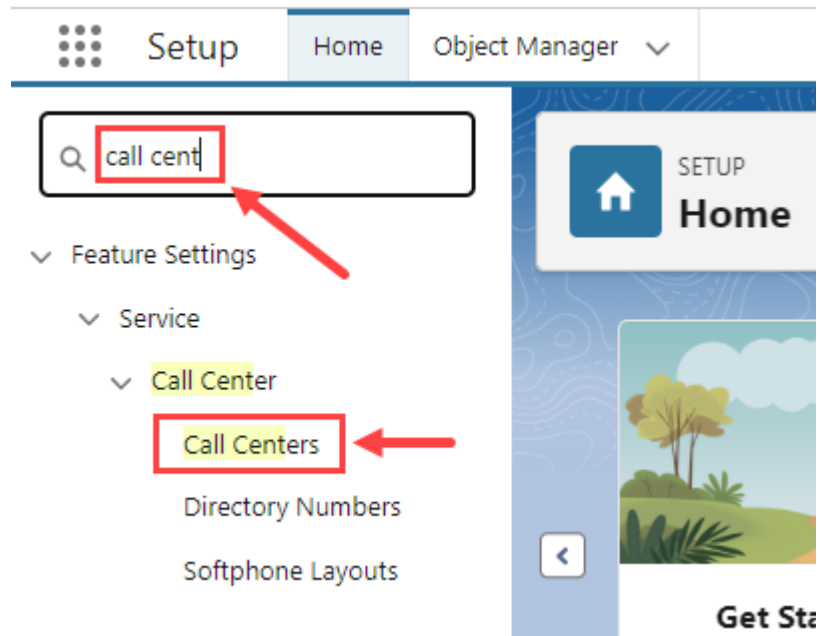 Setup Home Object Manager
call cent
SETUP
Home
Feature Settings
Service
Call Center
Call Centers
Directory Numbers
Softphone Layouts
Get